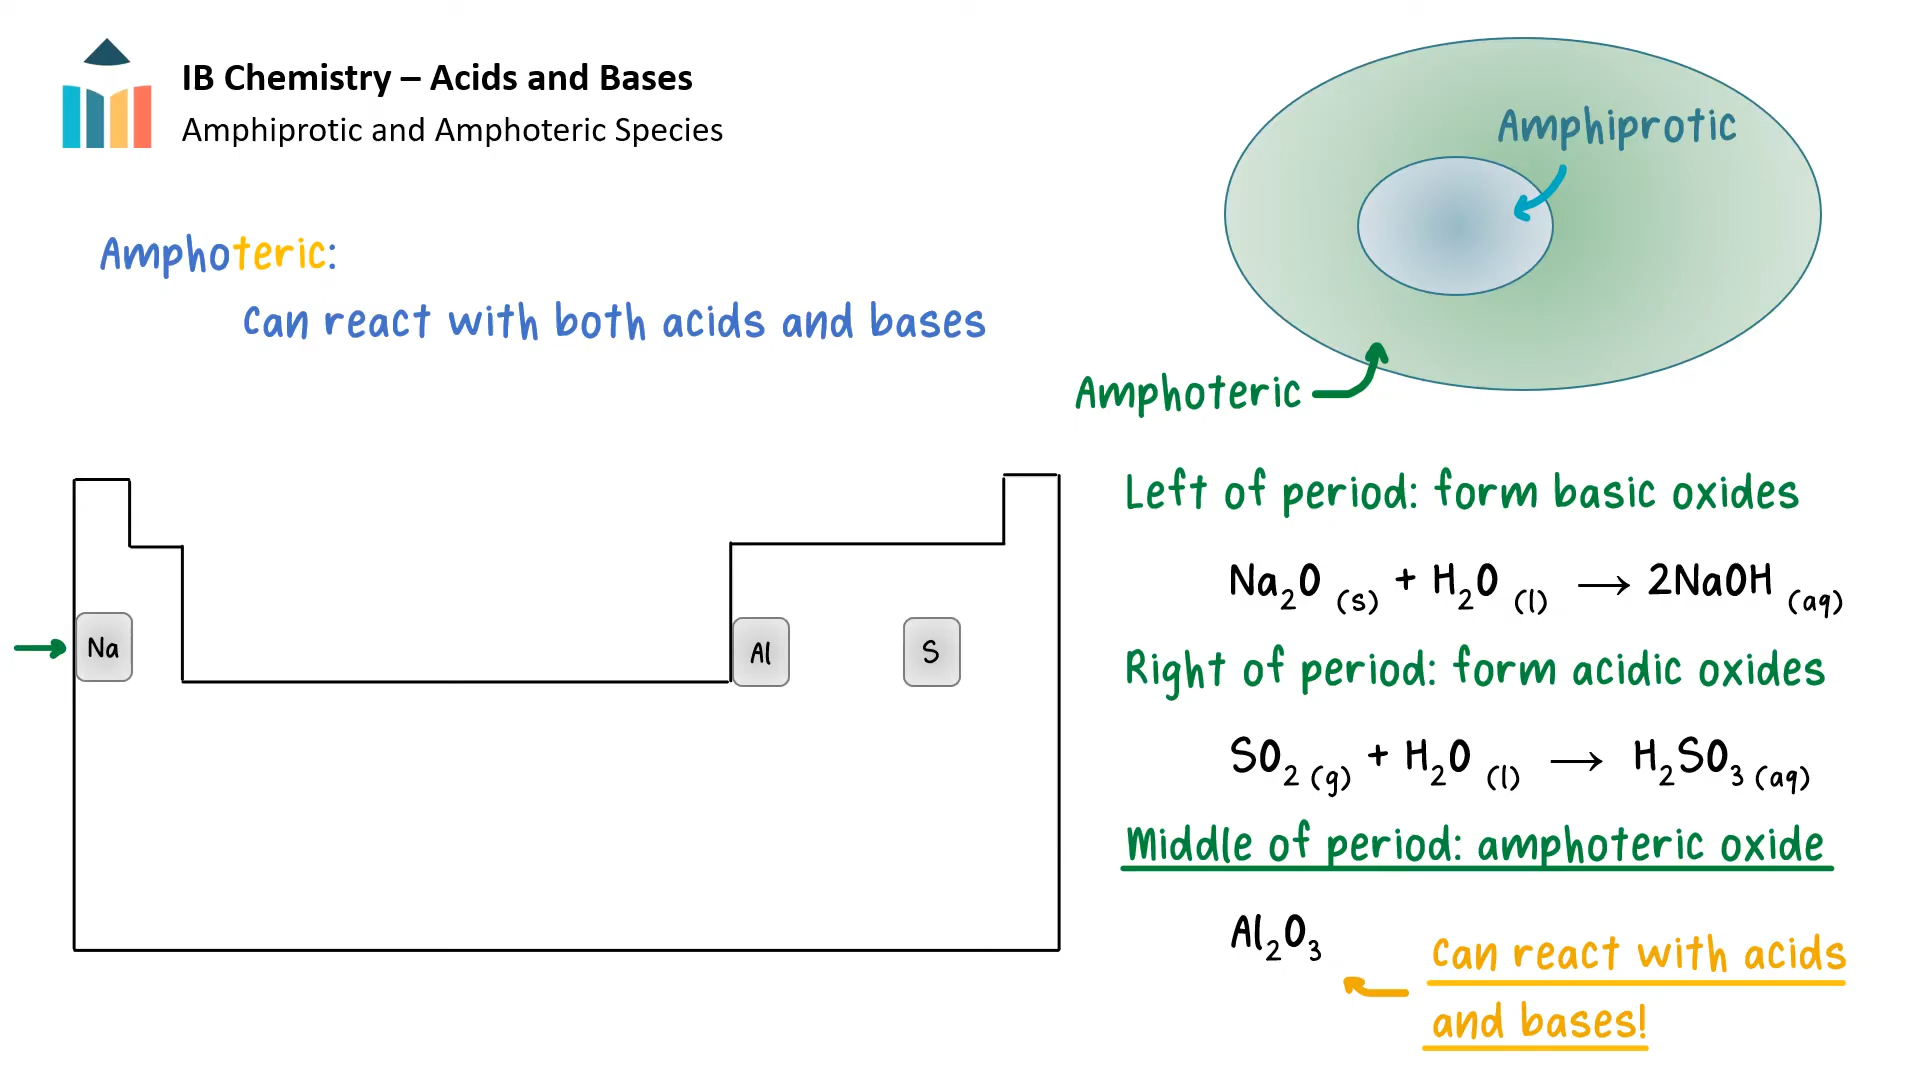 IB Chemistry – Acids and Bases
Amphiprotic and Amphoteric Species
Amphoteric:
Can react with both acids and bases
Amphiprotic
Amphoteric
Na
Al
S
Left of period: form basic oxides
Na₂O (s) + H₂O (l) → 2NaOH (aq)
Right of period: form acidic oxides
SO₂ (g) + H₂O (l) → H₂SO₃ (aq)
Middle of period: amphoteric oxide
Al₂O₃
Can react with acids
and bases!